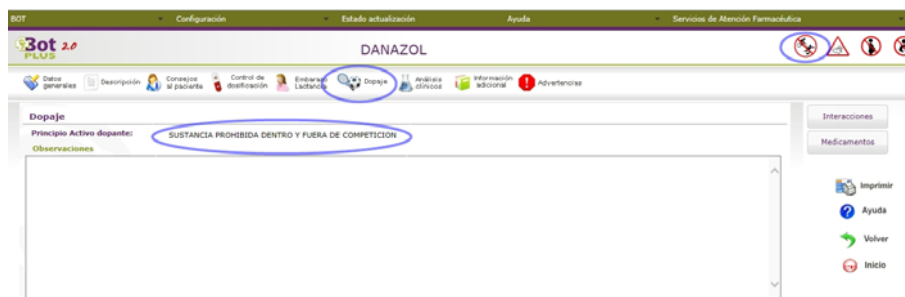 BOT Configuración Estado actualización Ayuda Servicios de Atención Farmacéutica
Bot 2.0
PLUS
DANAZOL
Datos generales Descripción Consejos al paciente Control de dosificación Embarazo Lactancia Dopaje Análisis clínicos Información adicional Advertencias
Dopaje
Interacciones
Principio Activo dopante: SUSTANCIA PROHIBIDA DENTRO Y FUERA DE COMPETICION
Medicamentos
Observaciones
Imprimir
Ayuda
Volver
Inicio